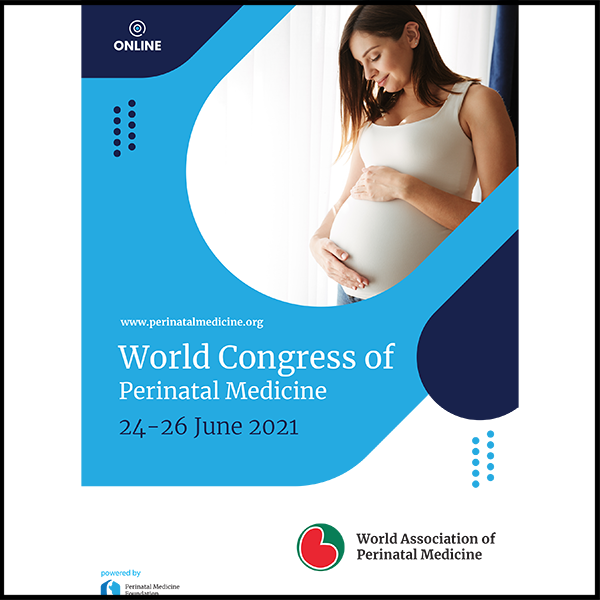 ONLINE
www.perinatalmedicine.org
World Congress of
Perinatal Medicine
24-26 June 2021
World Association of
Perinatal Medicine
powered by
Perinatal Medicine
Foundation